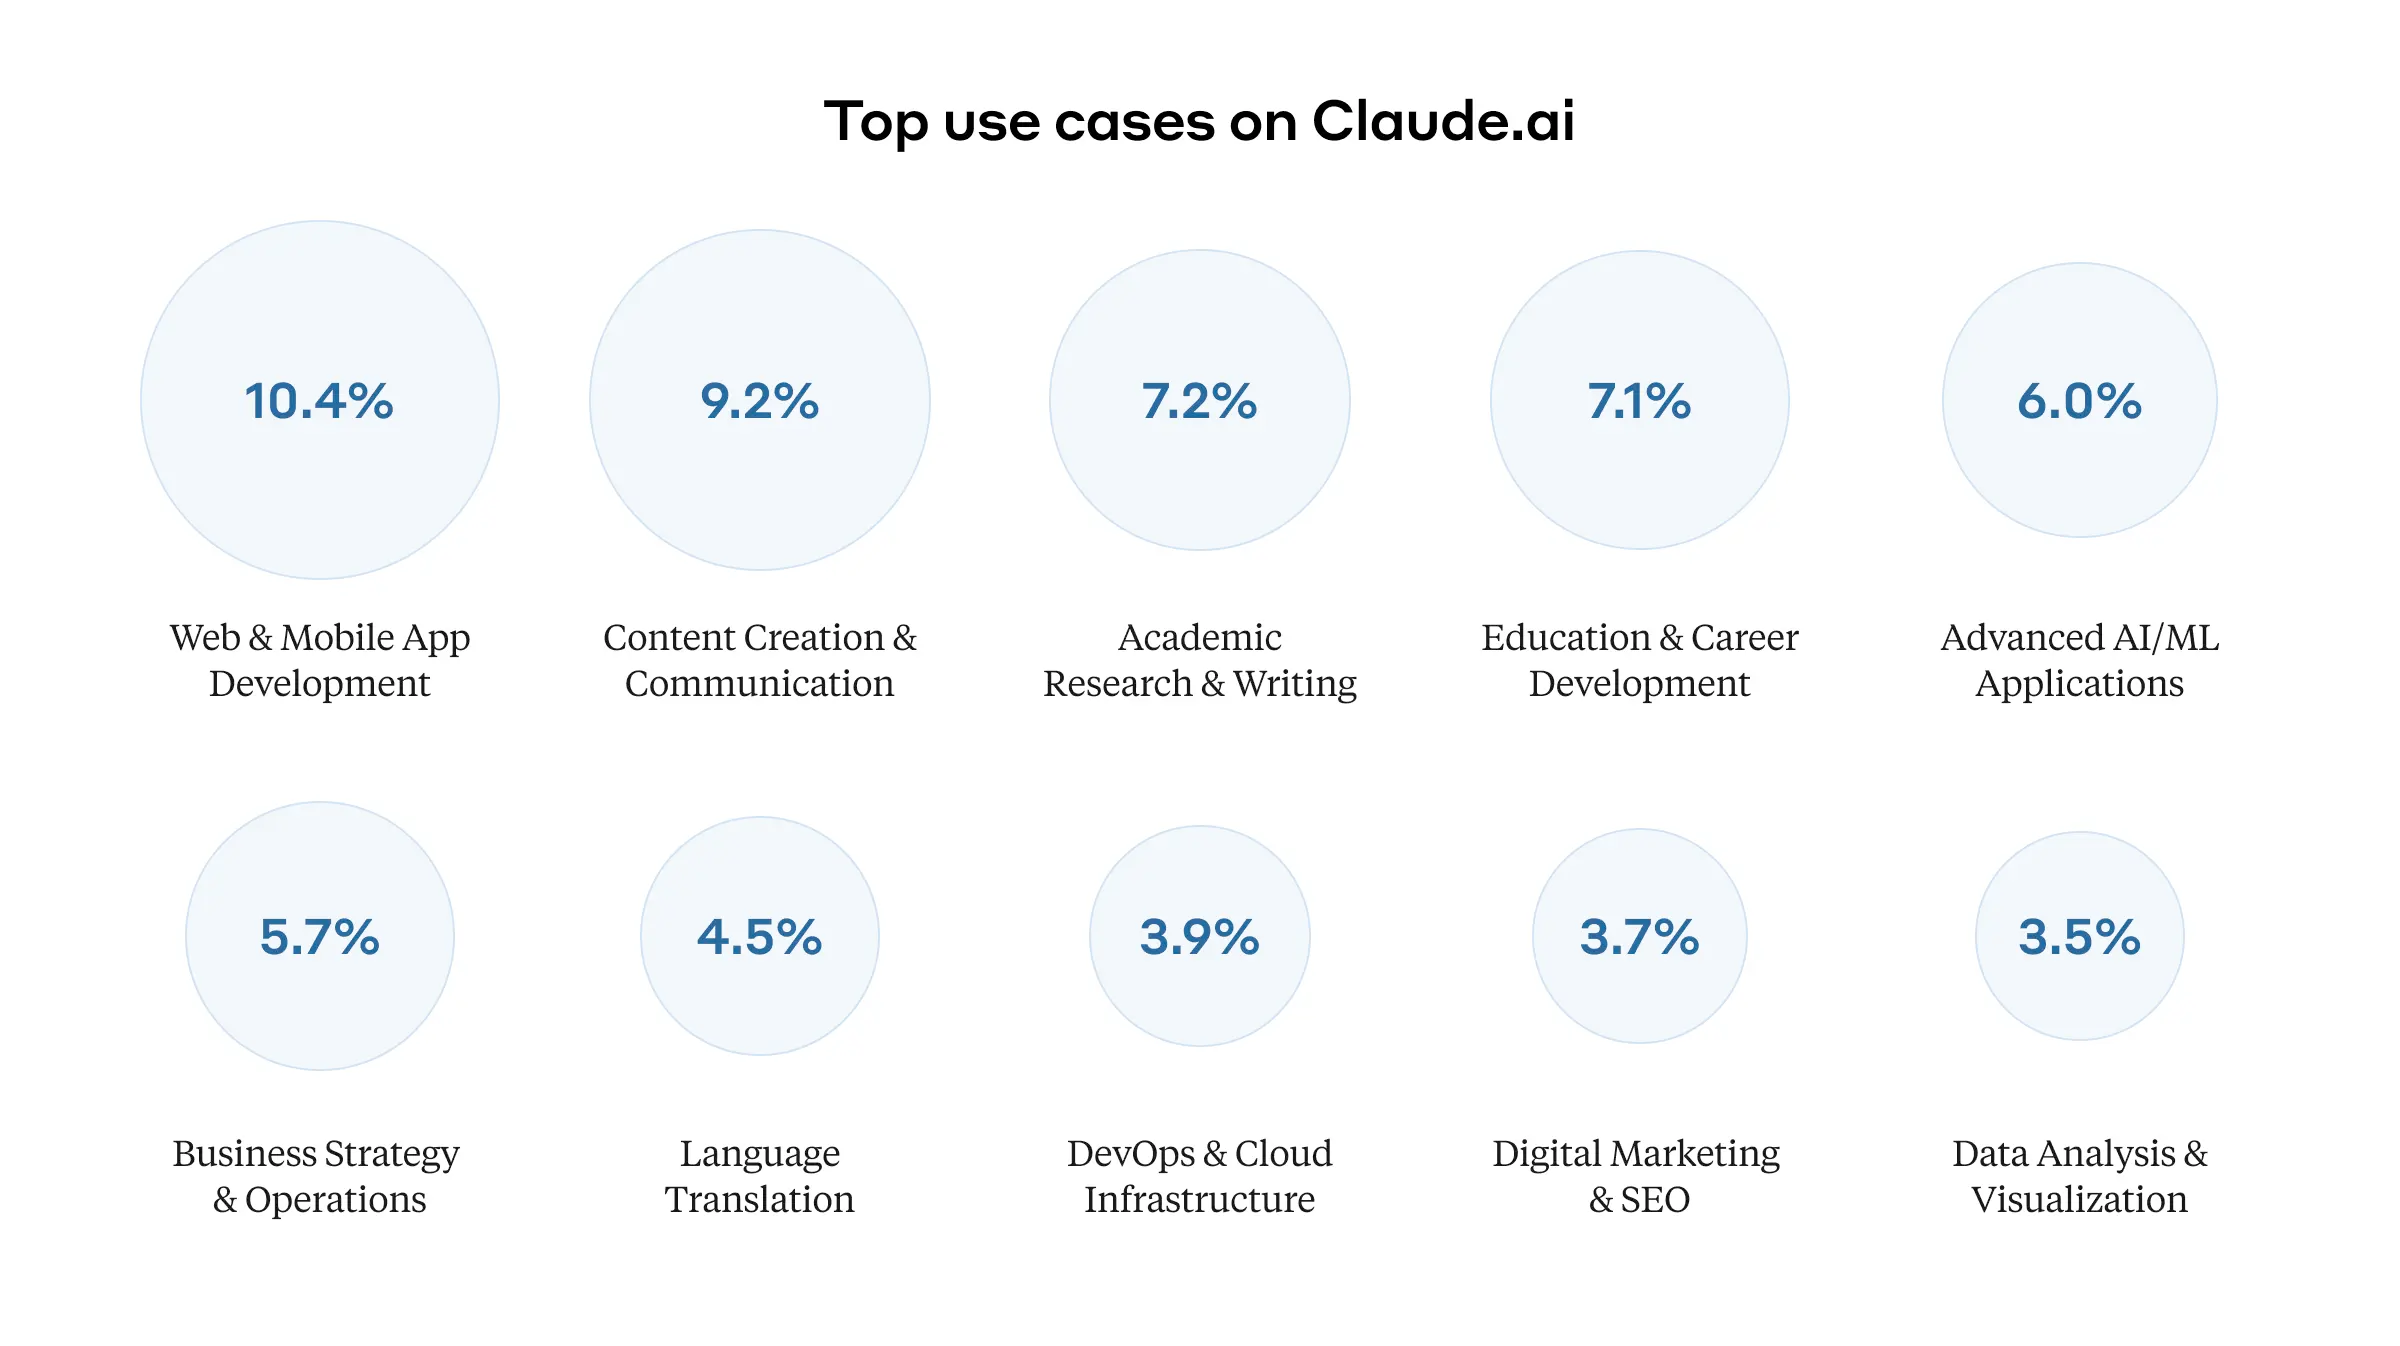 Top use cases on Claude.ai
10.4%
9.2%
7.2%
7.1%
6.0%
Web & Mobile App
Development
Content Creation &
Communication
Academic
Research & Writing
Education & Career
Development
Advanced AI/ML
Applications
5.7%
4.5%
3.9%
3.7%
3.5%
Business Strategy
& Operations
Language
Translation
DevOps & Cloud
Infrastructure
Digital Marketing
& SEO
Data Analysis &
Visualization